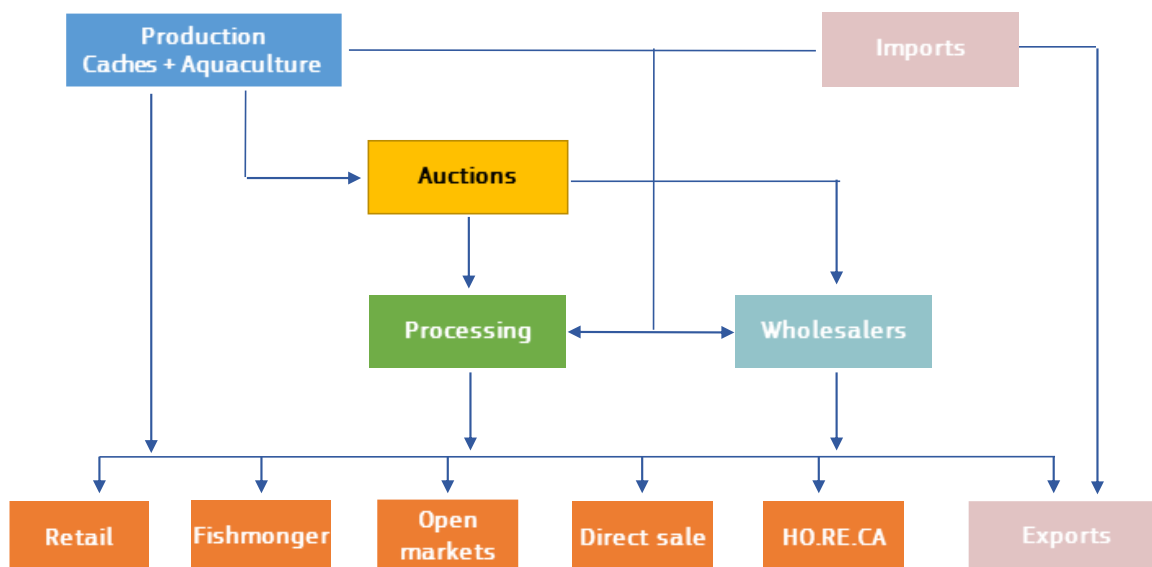 Production
Caches + Aquaculture
Imports
Auctions
Processing
Wholesalers
Retail
Fishmonger
Open
markets
Direct sale
HO.RE.CA
Exports